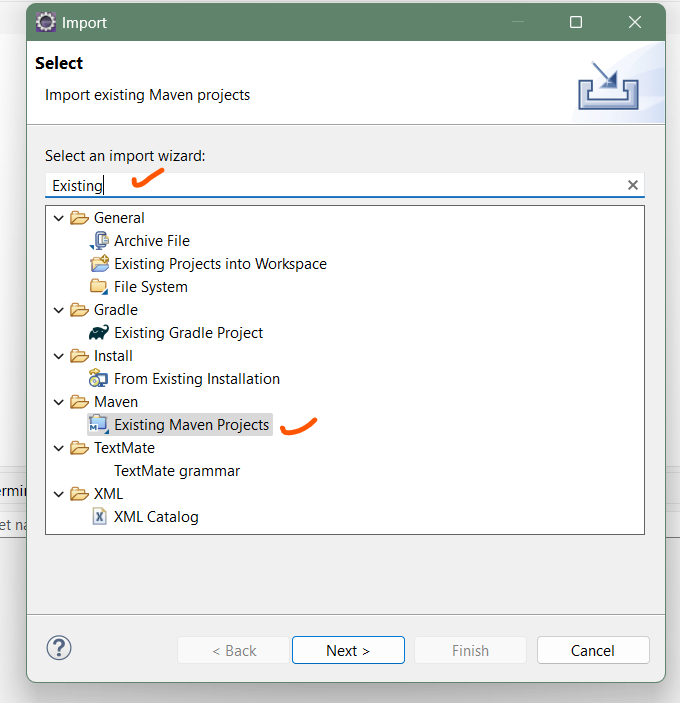 Import
Select
Import existing Maven projects
Select an import wizard:
Existing
General
Archive File
Existing Projects into Workspace
File System
Gradle
Existing Gradle Project
Install
From Existing Installation
Maven
Existing Maven Projects
TextMate
TextMate grammar
XML
XML Catalog
< Back Next > Finish Cancel